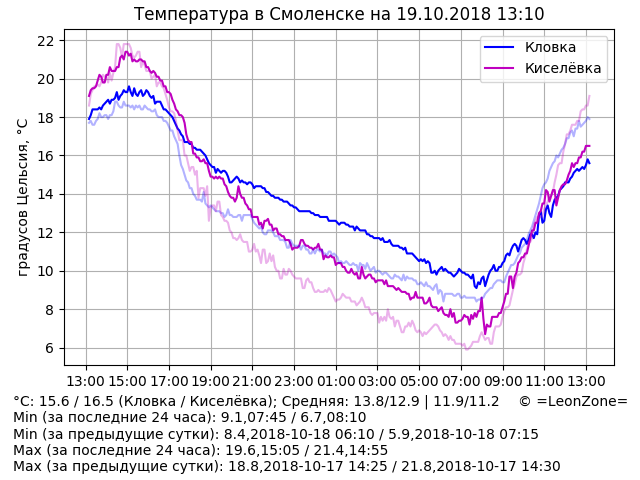 Температура в Смоленске на 19.10.2018 13:10
Кловка
Киселёвка
градусов Цельсия, °C
22
20
18
16
14
12
10
8
6
13:00 15:00 17:00 19:00 21:00 23:00 01:00 03:00 05:00 07:00 09:00 11:00 13:00
°C: 15.6 / 16.5 (Кловка / Киселёвка); Средняя: 13.8/12.9 | 11.9/11.2 © =LeonZone=
Min (за последние 24 часа): 9.1,07:45 / 6.7,08:10
Min (за предыдущие сутки): 8.4,2018-10-18 06:10 / 5.9,2018-10-18 07:15
Max (за последние 24 часа): 19.6,15:05 / 21.4,14:55
Max (за предыдущие сутки): 18.8,2018-10-17 14:25 / 21.8,2018-10-17 14:30